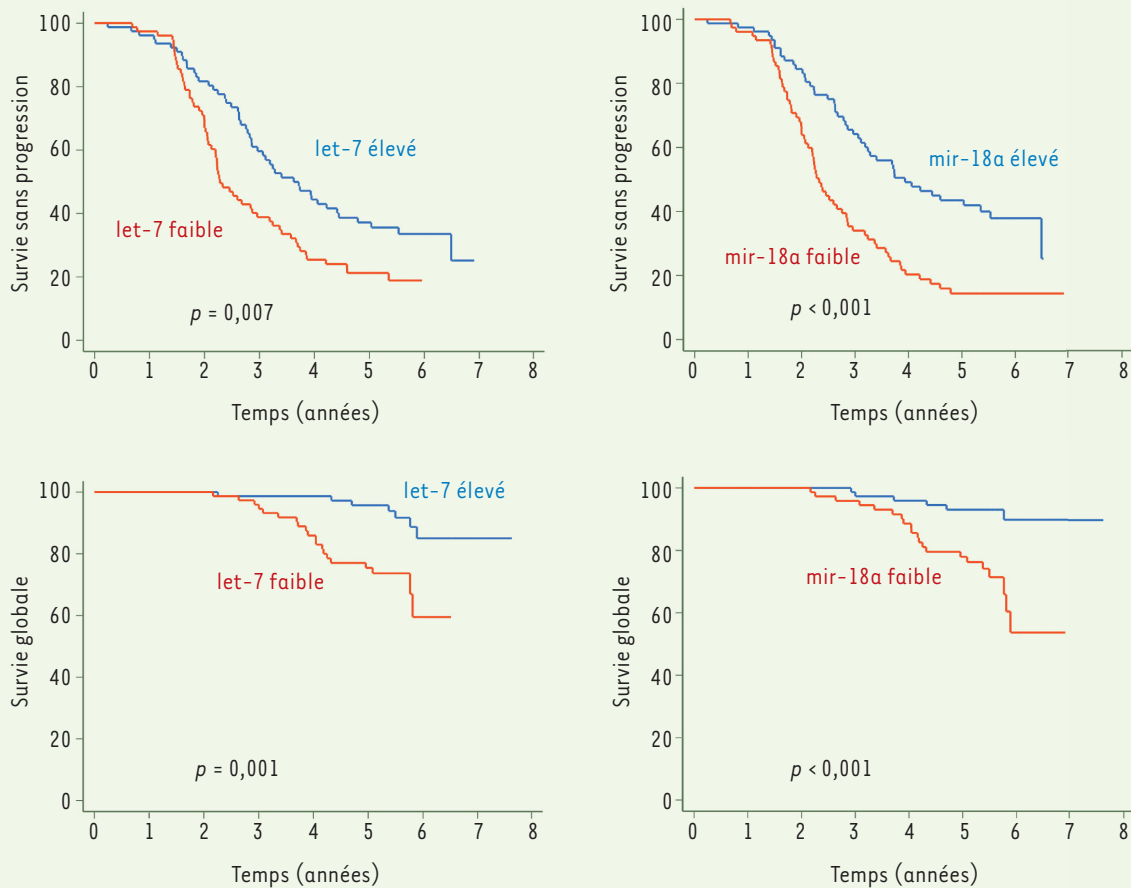 Survie sans progression
100
80
60
40
20
0
let-7 élevé
let-7 faible
p = 0,007
0 1 2 3 4 5 6 7 8
Temps (années)
Survie sans progression
100
80
60
40
20
0
mir-18a élevé
mir-18a faible
p < 0,001
0 1 2 3 4 5 6 7 8
Temps (années)
Survie globale
100
80
60
40
20
0
let-7 élevé
let-7 faible
p = 0,001
0 1 2 3 4 5 6 7 8
Temps (années)
Survie globale
100
80
60
40
20
0
mir-18a faible
p < 0,001
0 1 2 3 4 5 6 7 8
Temps (années)